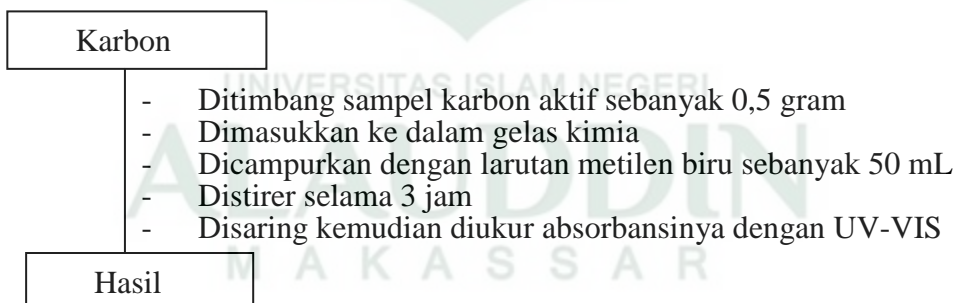 Karbon
UNIVERSITAS ISLAM NEGERI
- Ditimbang sampel karbon aktif sebanyak 0,5 gram
- Dimasukkan ke dalam gelas kimia
- Dicampurkan dengan larutan metilen biru sebanyak 50 mL
ALAUDDIN
- Distirer selama 3 jam
- Disaring kemudian diukur absorbansinya dengan UV-VIS
MAKASSAR
Hasil